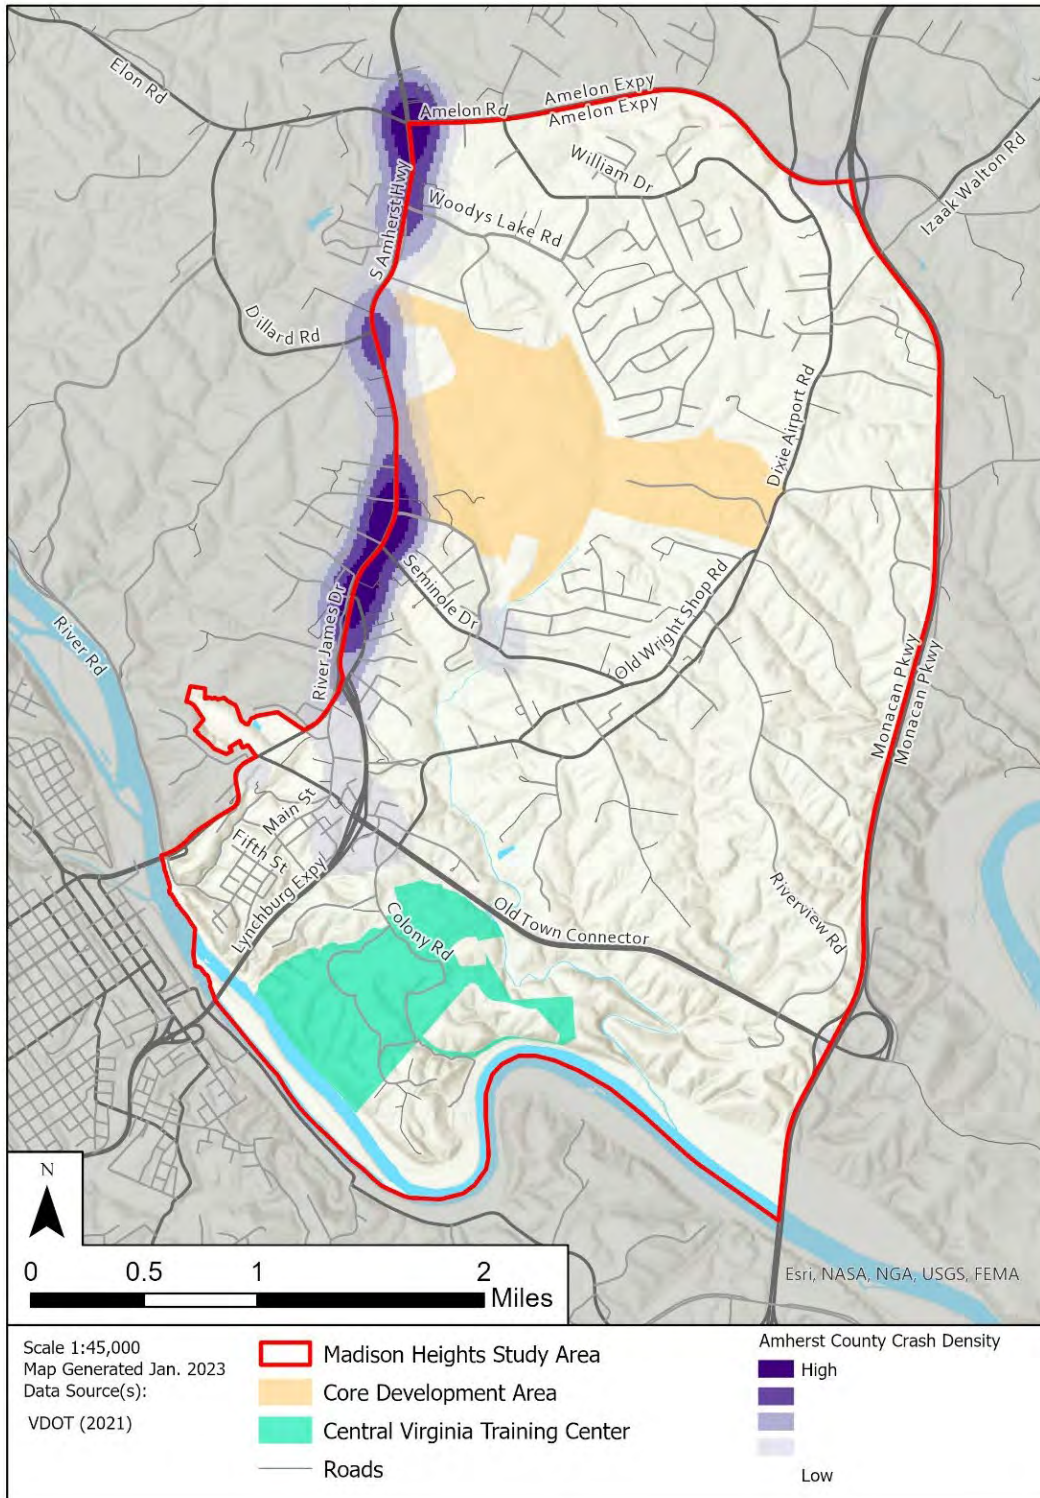 Elon Rd
Amelon Rd
Amelon Expy
Amelon Expy
William Dr
Izaak Walton Rd
Woodys Lake Rd
S Amherst Hwy
Dillard Rd
Dixie Airport Rd
Seminole Dr
River James Dr
Old Wright Shop Rd
River Rd
Monacan Pkwy
Monacan Pkwy
Main St
Fifth St
Lynchburg Expy
Colony Rd
Old Town Connector
Riverview Rd
N
0 0.5 1 2
Miles
Esri, NASA, NGA, USGS, FEMA
Scale 1:45,000
Map Generated Jan. 2023
Data Source(s):
VDOT (2021)
Madison Heights Study Area
Core Development Area
Central Virginia Training Center
Roads
Amherst County Crash Density
High
Low